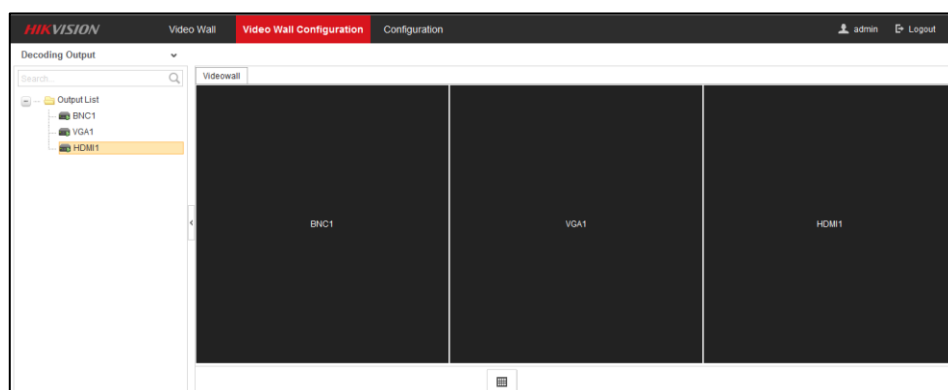 HIKVISION Video Wall Video Wall Configuration Configuration admin Logout
Decoding Output
Search...
Videowall
Output List
BNC1
VGA1
HDMI1
BNC1 VGA1 HDMI1